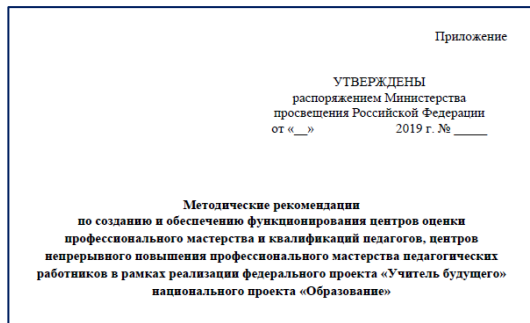 Приложение
УТВЕРЖДЕНЫ
распоряжением Министерства
просвещения Российской Федерации
от «__» 2019 г. № _____
Методические рекомендации
по созданию и обеспечению функционирования центров оценки
профессионального мастерства и квалификаций педагогов, центров
непрерывного повышения профессионального мастерства педагогических
работников в рамках реализации федерального проекта «Учитель будущего»
национального проекта «Образование»